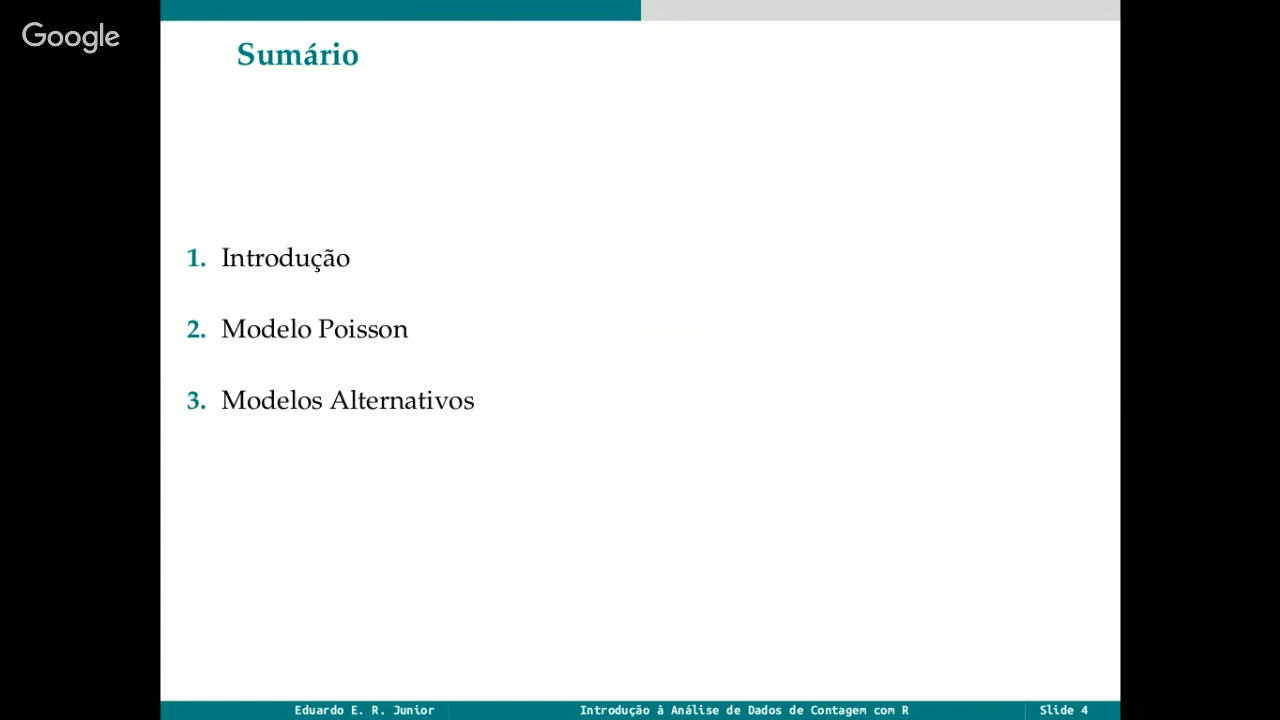 Google
Sumário
1. Introdução
2. Modelo Poisson
3. Modelos Alternativos
Eduardo E. R. Junior
Introdução à Análise de Dados de Contagem com R
Slide 4